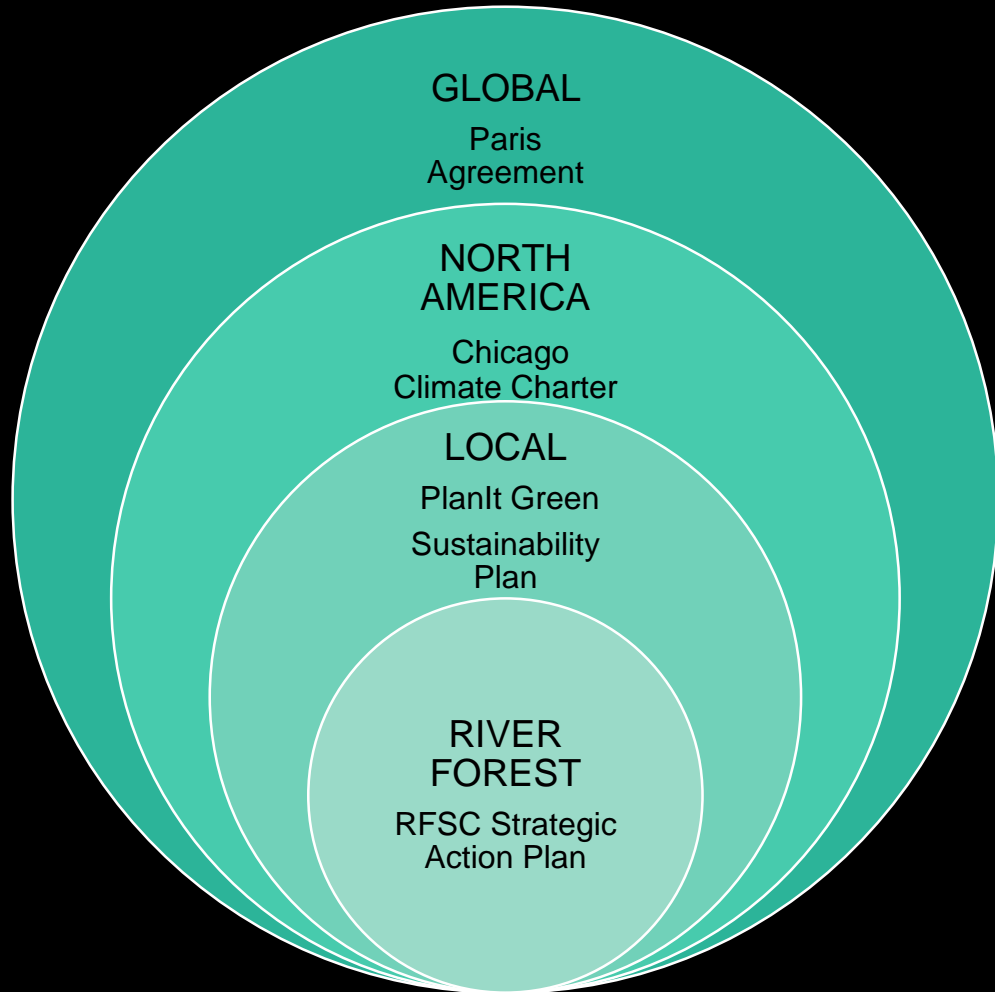 GLOBAL
Paris
Agreement
NORTH
AMERICA
Chicago
Climate Charter
LOCAL
PlanIt Green
Sustainability
Plan
RIVER
FOREST
RFSC Strategic
Action Plan